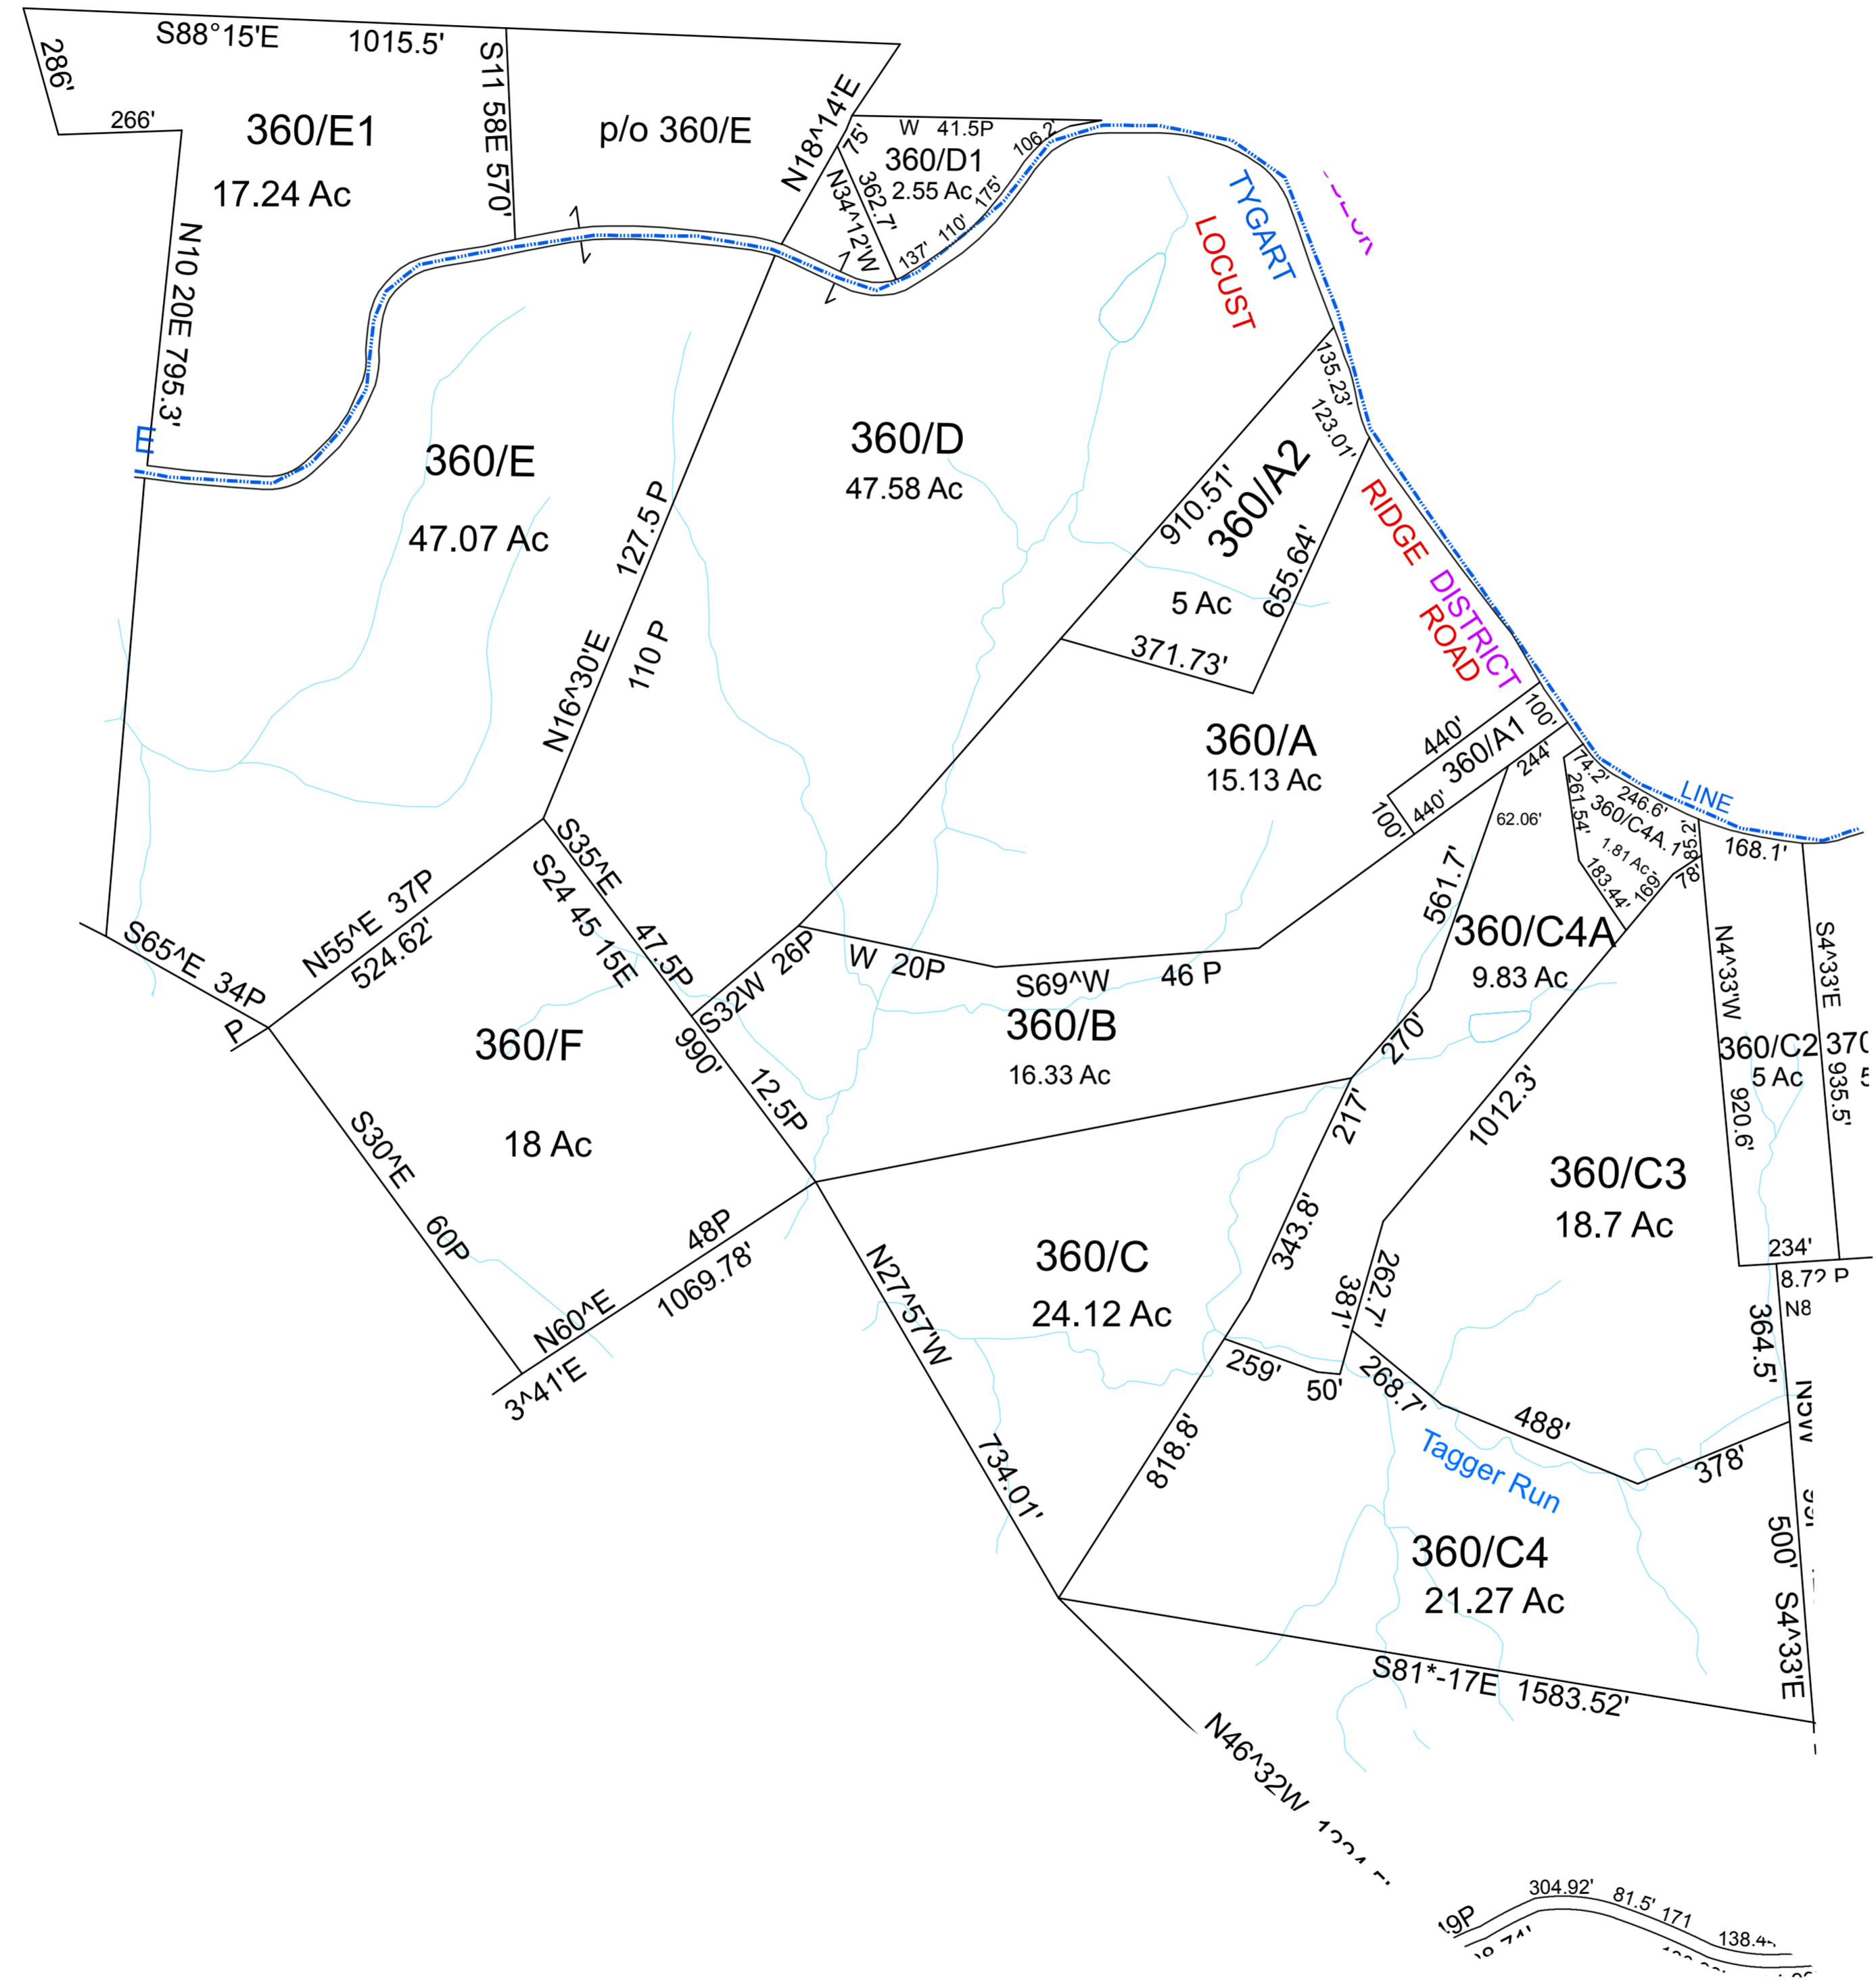 S88°15'E 1015.5'
286'
266'
360/E1
17.24 Ac
S11 58E 570'
p/o 360/E
N18^14'E
75'
W 41.5P
106.2'
360/D1
2.55 Ac
175'
362.7'
N34^12'W
137'
110'
N10 20E 795.3'
E
TYGART
LOCUST
360/E
47.07 Ac
127.5 P
N16^30'E
110 P
360/D
47.58 Ac
135.23'
123.01'
910.51'
360/A2
5 Ac
655.64'
371.73'
RIDGE
DISTRICT
ROAD
360/A
15.13 Ac
440'
360/A1
100'
100'
440'
244'
62.06'
74.2'
261.54'
246.6'
LINE
360/C4A.1
1.81 Ac
183.44'
169'
78.
85.2'
168.1'
S65^E 34P
P
N55^E 37P
524.62'
S35^E 47.5P
S24 45 15E 990'
12.5P
S32W 26P
W 20P
S69^W 46 P
360/B
16.33 Ac
561.7'
270'
360/C4A
9.83 Ac
217'
343.8'
1012.3'
N4^33'W
920.6'
S4^33'E
935.5'
360/C2
5 Ac
360/F
18 Ac
S30^E 60P
N60^E 48P
1069.78'
3^41'E
360/C
24.12 Ac
N27^57'W 734.01'
262.7'
381'
360/C3
18.7 Ac
234'
8.72 P
N8
364.5'
N5W
259'
50'
268.7'
488'
378'
Tagger Run
818.8'
360/C4
21.27 Ac
500' S4^33'E
S81*-17E 1583.52'
N46^32W
304.92'
81.5'
171